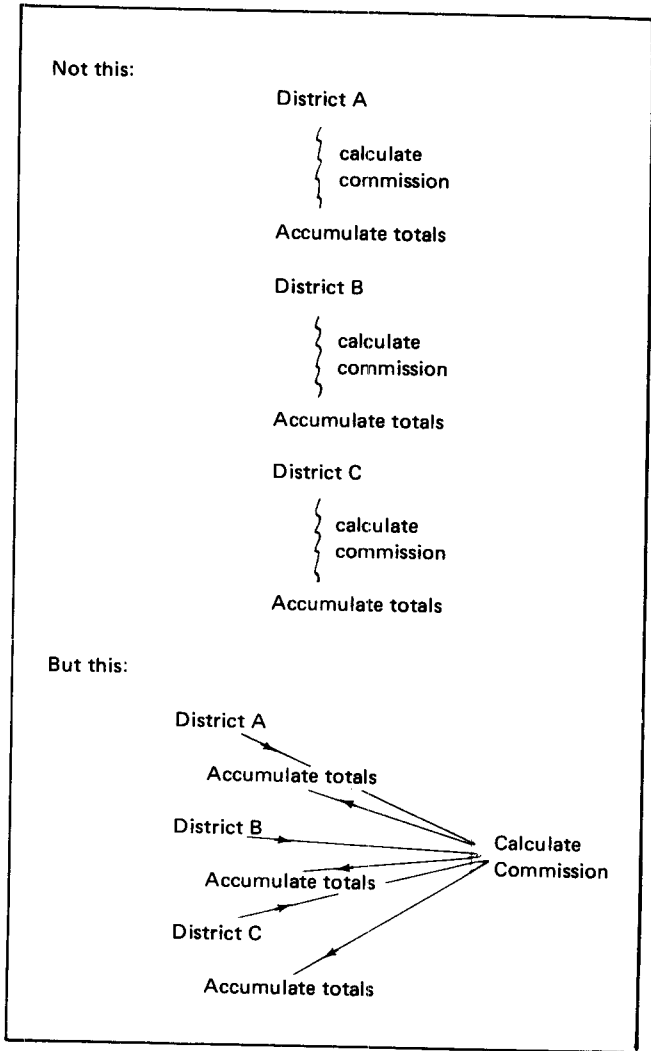 Not this:
District A
calculate
commission
Accumulate totals
District B
calculate
commission
Accumulate totals
District C
calculate
commission
Accumulate totals
But this:
District A
Accumulate totals
District B
Calculate
Commission
Accumulate totals
District C
Accumulate totals